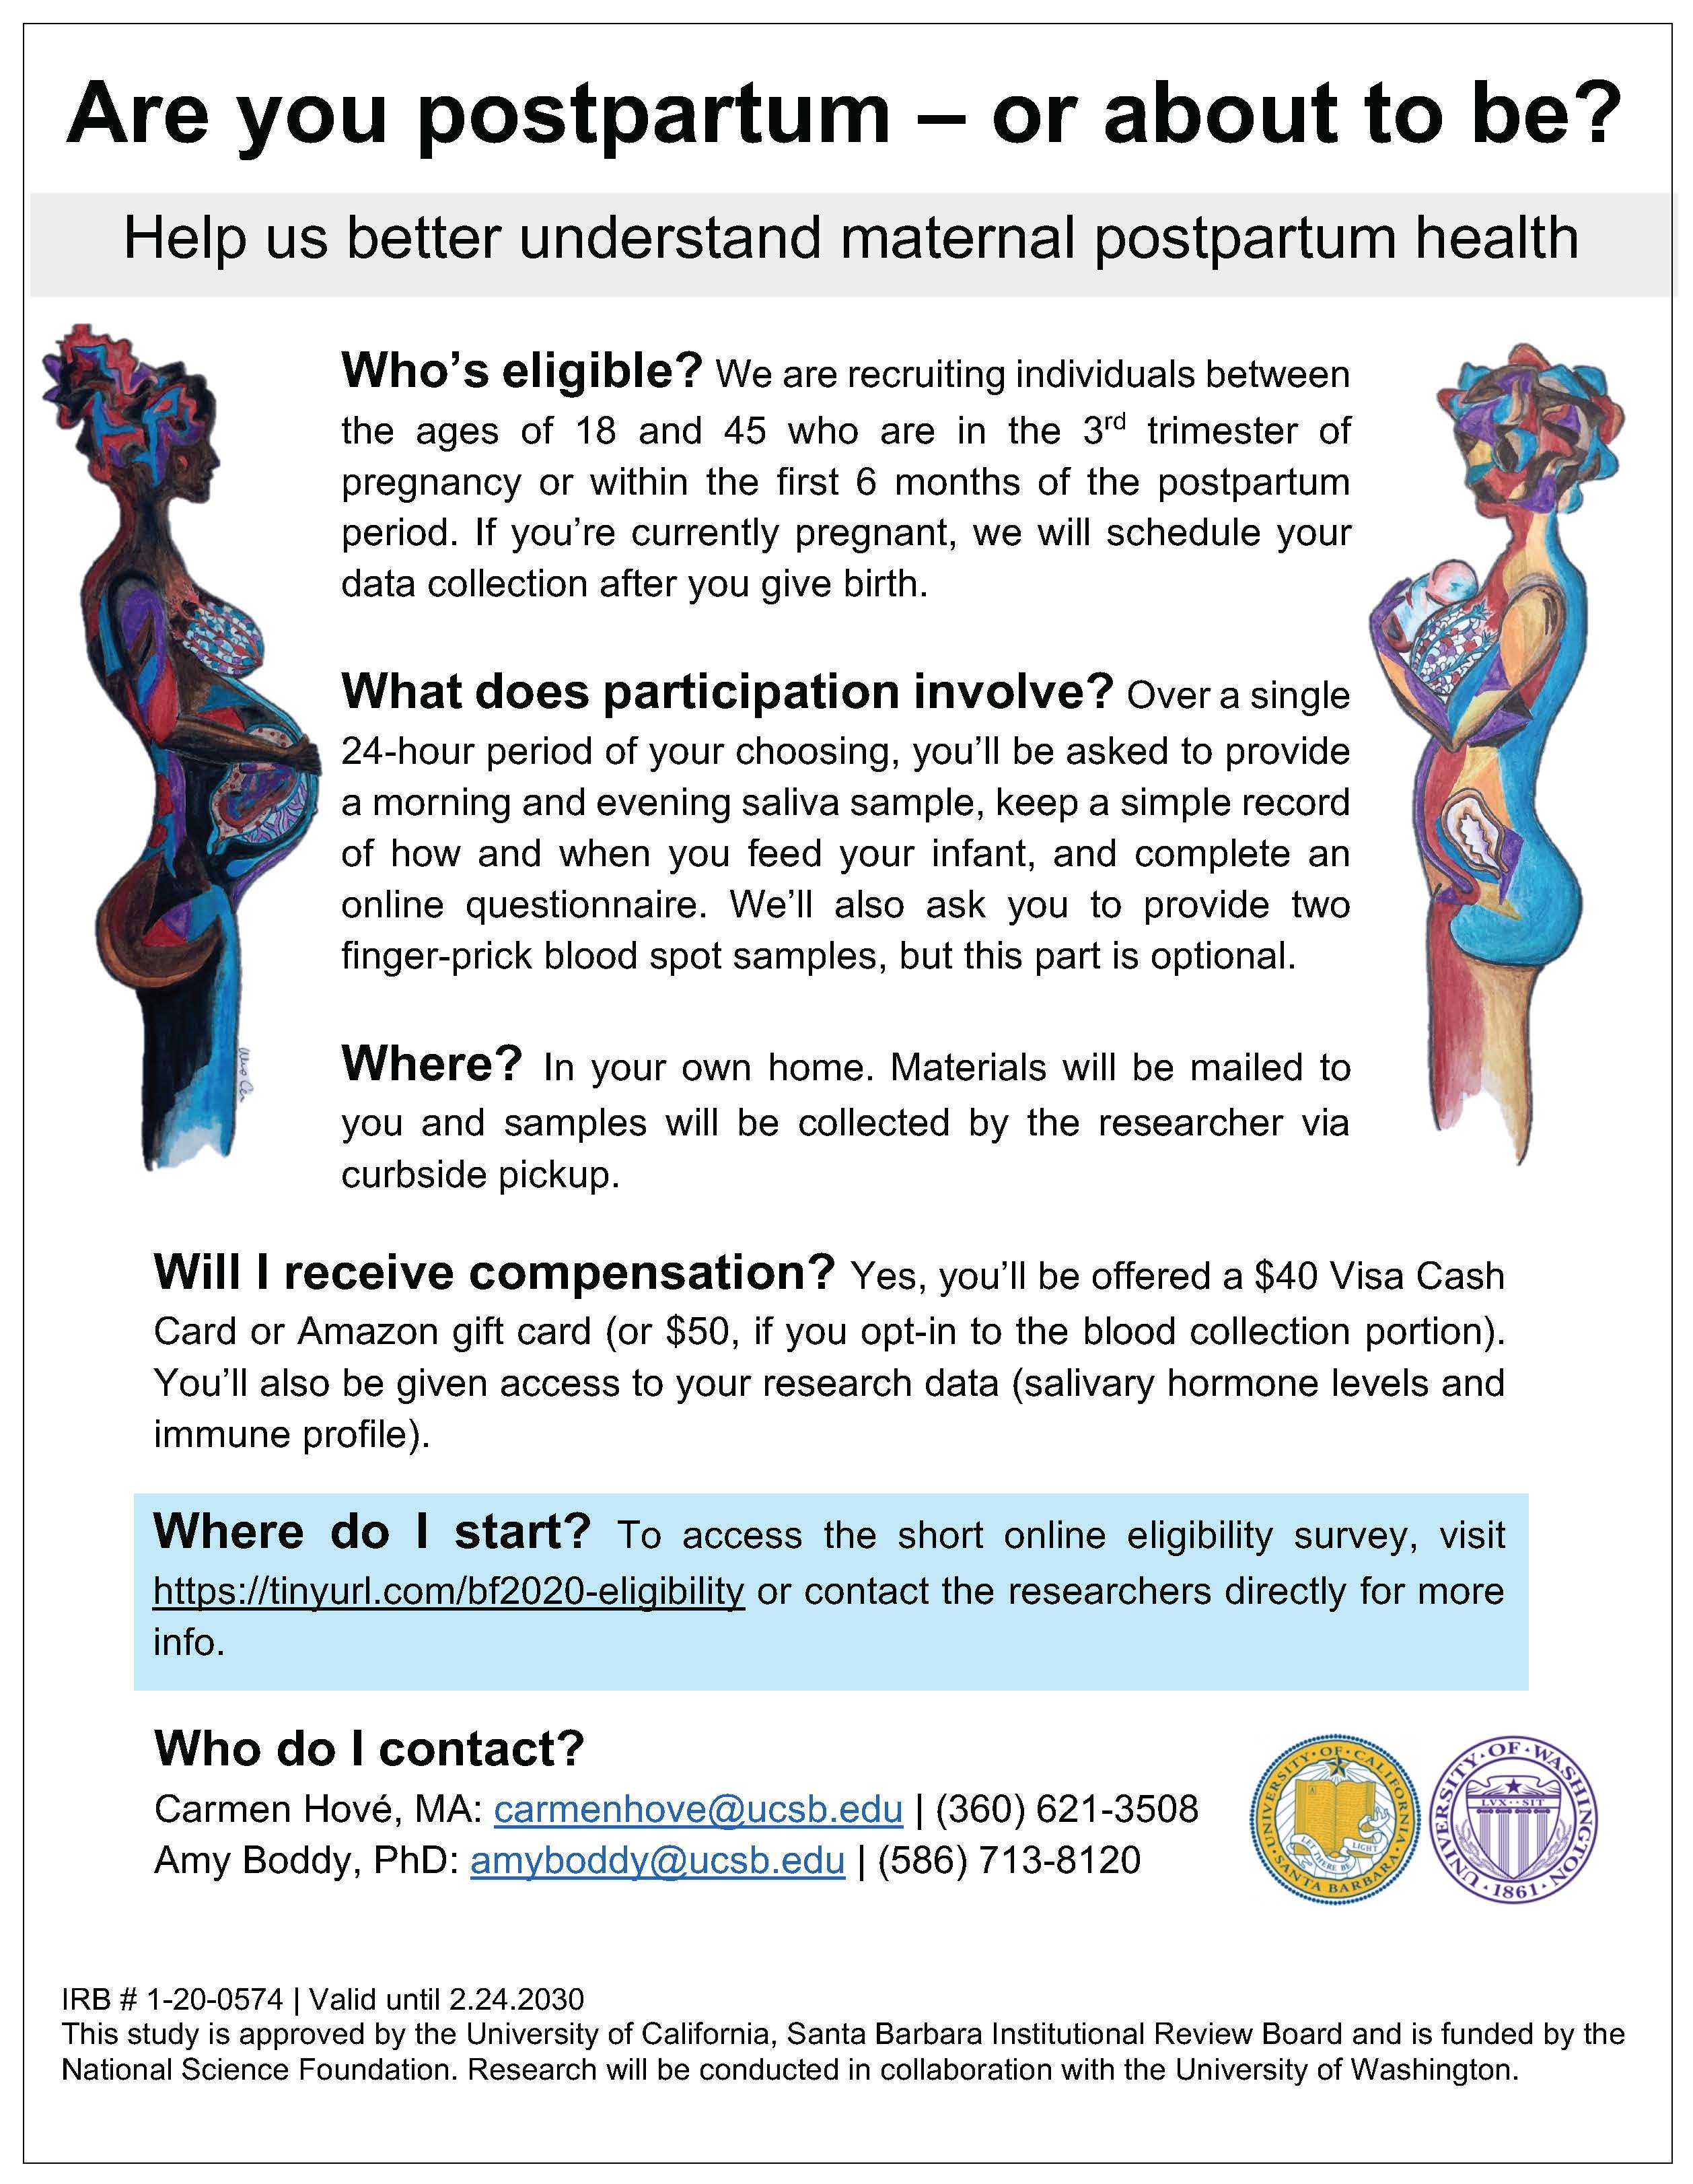 Are you postpartum – or about to be?
Help us better understand maternal postpartum health
Who’s eligible? We are recruiting individuals between
the ages of 18 and 45 who are in the 3rd trimester of
pregnancy or within the first 6 months of the postpartum
period. If you’re currently pregnant, we will schedule your
data collection after you give birth.
What does participation involve? Over a single
24-hour period of your choosing, you’ll be asked to provide
a morning and evening saliva sample, keep a simple record
of how and when you feed your infant, and complete an
online questionnaire. We’ll also ask you to provide two
finger-prick blood spot samples, but this part is optional.
Where? In your own home. Materials will be mailed to
you and samples will be collected by the researcher via
curbside pickup.
Will I receive compensation? Yes, you’ll be offered a $40 Visa Cash
Card or Amazon gift card (or $50, if you opt-in to the blood collection portion).
You’ll also be given access to your research data (salivary hormone levels and
immune profile).
Where do I start? To access the short online eligibility survey, visit
https://tinyurl.com/bf2020-eligibility or contact the researchers directly for more
info.
Who do I contact?
Carmen Hové, MA: carmenhove@ucsb.edu | (360) 621-3508
Amy Boddy, PhD: amyboddy@ucsb.edu | (586) 713-8120
UNIVERSITY·OF·CALIFORNIA·SANTA BARBARA·
LET THERE BE LIGHT
UNIVERSITY·OF·WASHINGTON·1861·
LVX··SIT
IRB # 1-20-0574 | Valid until 2.24.2030
This study is approved by the University of California, Santa Barbara Institutional Review Board and is funded by the
National Science Foundation. Research will be conducted in collaboration with the University of Washington.